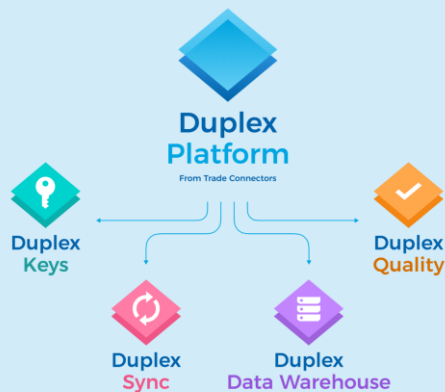 Duplex
Platform
From Trade Connectors
Duplex
Keys
Duplex
Quality
Duplex
Sync
Duplex
Data Warehouse